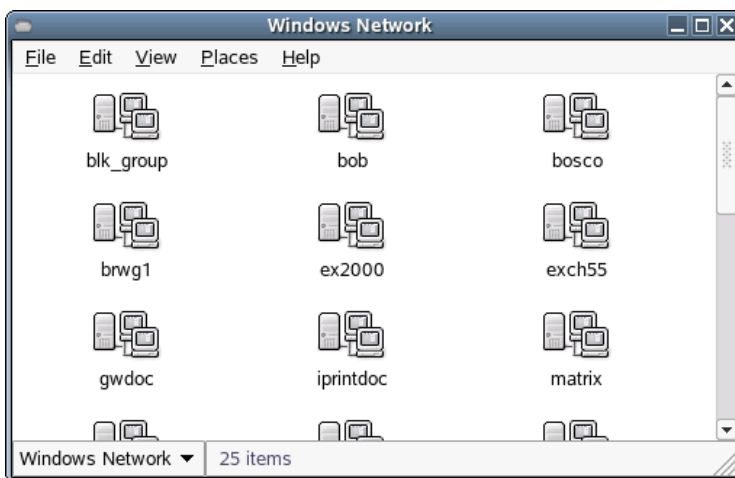 Windows Network
File Edit View Places Help
blk_group bob bosco
brwg1 ex2000 exch55
gwdoc iprintdoc matrix
Windows Network 25 items